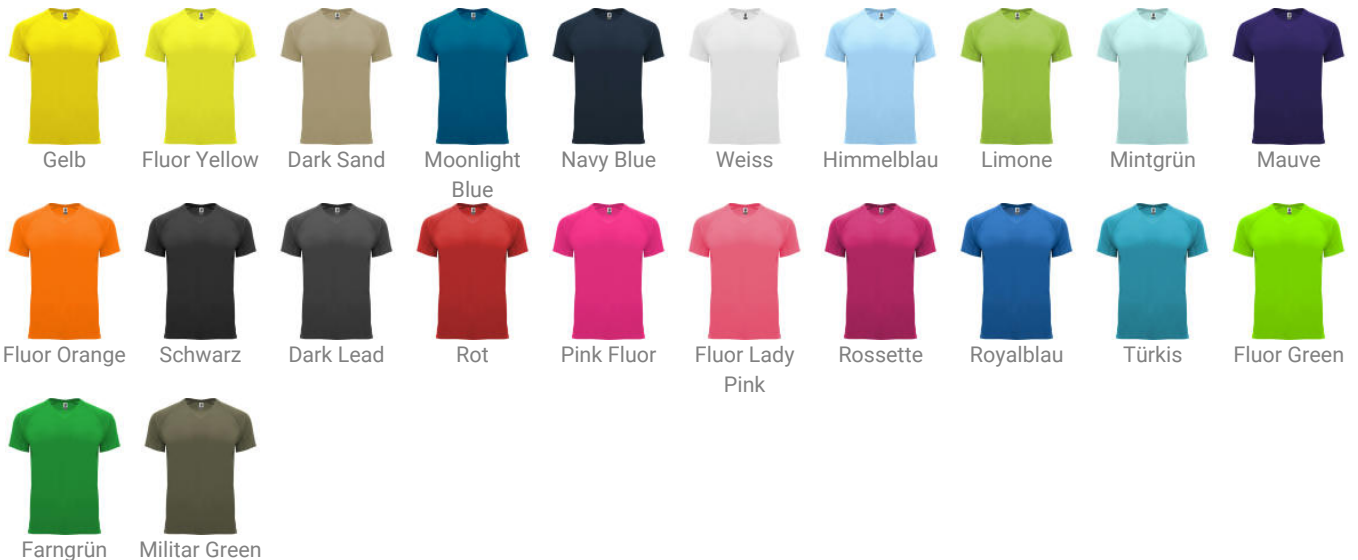 Gelb
Fluor Yellow
Dark Sand
Moonlight
Blue
Navy Blue
Weiss
Himmelblau
Limone
Mintgrün
Mauve
Fluor Orange
Schwarz
Dark Lead
Rot
Pink Fluor
Fluor Lady
Pink
Rossette
Royalblau
Türkis
Fluor Green
Farngrün
Militar Green